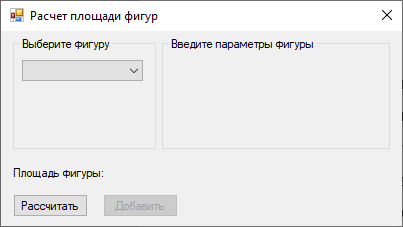 Расчет площади фигур
Выберите фигуру
Введите параметры фигуры
Площадь фигуры:
Рассчитать
Добавить